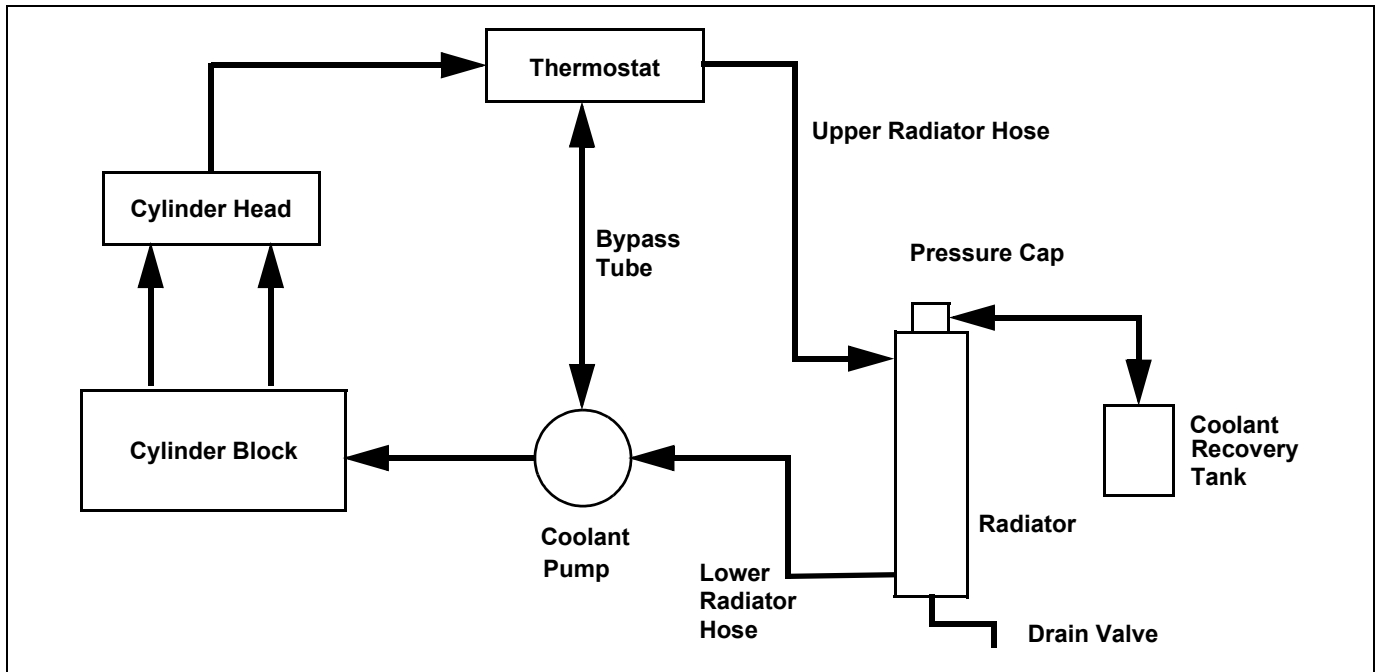 Thermostat
Upper Radiator Hose
Cylinder Head
Bypass
Tube
Pressure Cap
Cylinder Block
Coolant
Recovery
Tank
Radiator
Coolant
Pump
Lower
Radiator
Hose
Drain Valve